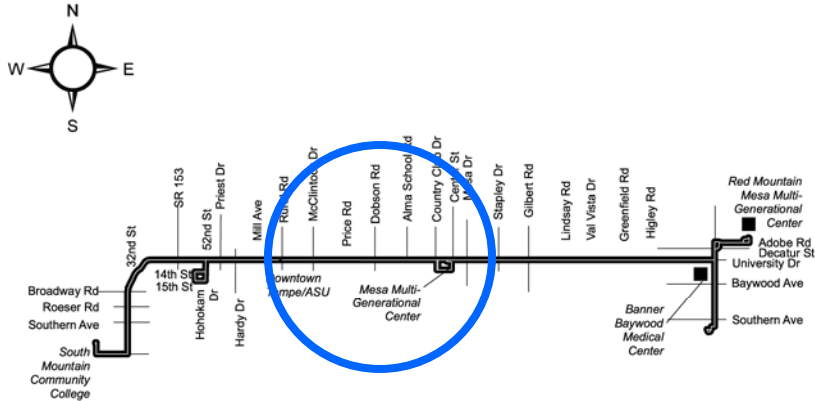 N
W
E
S
32nd St
SR 153
52nd St
Priest Dr
Mill Ave
Rural Rd
McClintock Dr
Price Rd
Dobson Rd
Alma School Rd
Country Club Dr
Center St
Mesa Dr
Stapley Dr
Gilbert Rd
Lindsay Rd
Val Vista Dr
Greenfield Rd
Higley Rd
Red Mountain
Mesa Multi-
Generational
Center
Adobe Rd
Decatur St
University Dr
Baywood Ave
Southern Ave
14th St
15th St
Hohokam
Dr
Hardy Dr
Downtown
Tempe/ASU
Mesa Multi-
Generational
Center
Banner
Baywood
Medical
Center
Broadway Rd
Roeser Rd
Southern Ave
South
Mountain
Community
College